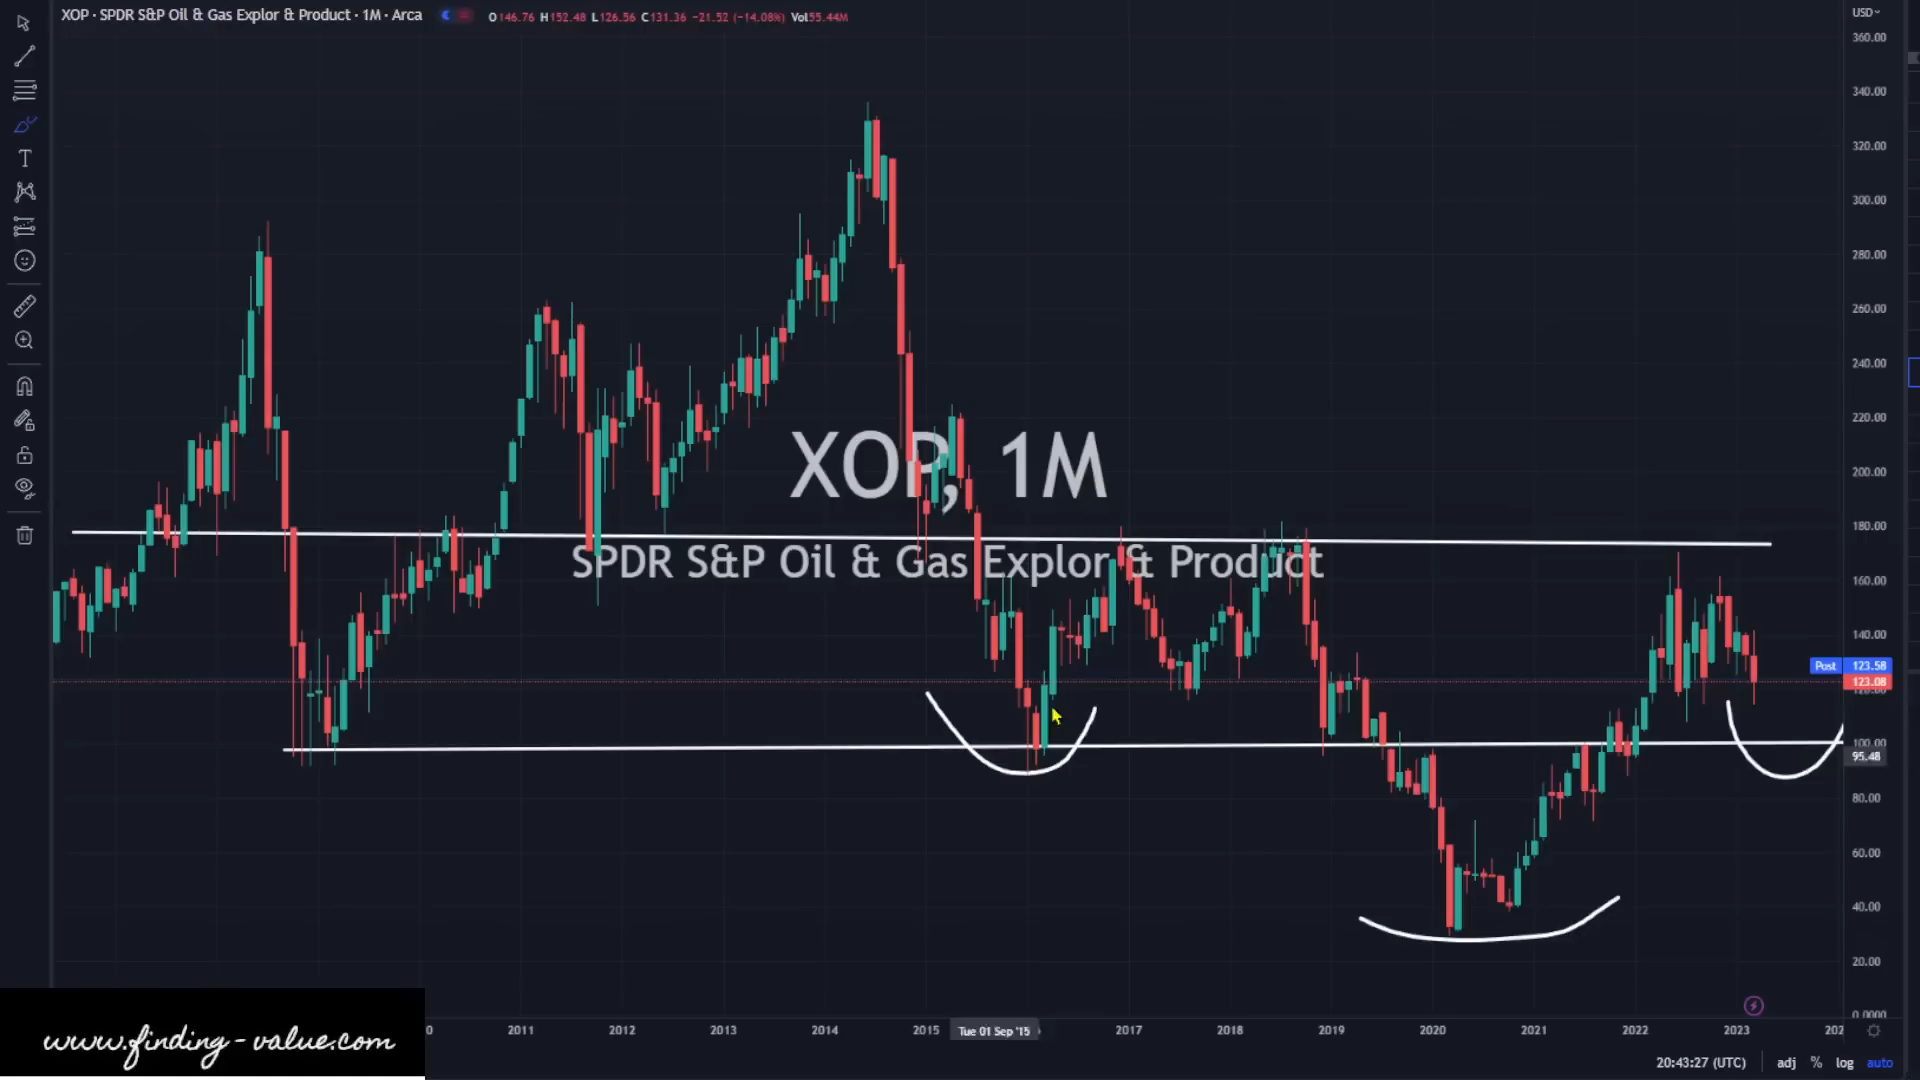 XOP · SPDR S&P Oil & Gas Explor & Product · 1M · Arca
O146.76 H152.48 L126.56 C131.36 −21.52 (−14.08%) Vol55.44M
USD
360.00
340.00
320.00
300.00
280.00
260.00
240.00
220.00
200.00
180.00
160.00
140.00
Post 123.58
123.08
100.00
95.48
80.00
60.00
40.00
20.00
0.0000
XOP, 1M
SPDR S&P Oil & Gas Explor & Product
2011 2012 2013 2014 2015 Tue 01 Sep '15 2017 2018 2019 2020 2021 2022 2023 202
www.finding-value.com
20:43:27 (UTC) adj % log auto